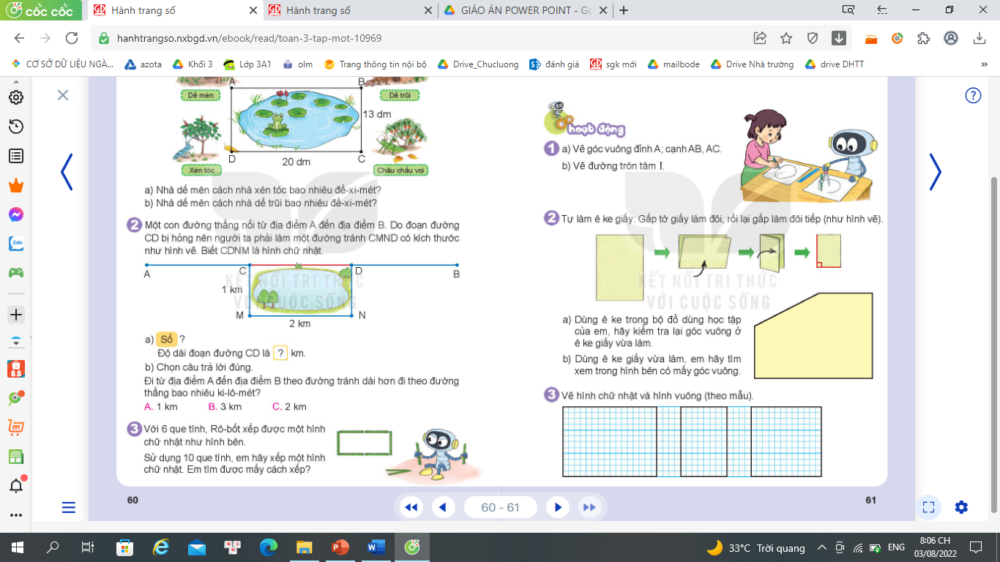 cốc cốc
Hành trang số
Hành trang số
GIÁO ÁN POWER POINT - Go
hanhtrangso.nxbgd.vn/ebook/read/toan-3-tap-mot-10969
CƠ SỞ DỮ LIỆU NGÀ...
azota
Khối 3
Lớp 3A1
olm
Trang thông tin nội bộ
Drive_Chucluong
đánh giá
sgk mới
mailbode
Drive Nhà trường
drive DHTT
»
A
B
Dế mèn
Dế trũi
13 dm
D
20 dm
C
Xén tóc
Châu chấu voi
a) Nhà dế mèn cách nhà xén tóc bao nhiêu đề-xi-mét?
b) Nhà dế mèn cách nhà dế trũi bao nhiêu đề-xi-mét?
2 Một con đường thẳng nối từ địa điểm A đến địa điểm B. Do đoạn đường
CD bị hỏng nên người ta phải làm một đường tránh CMND có kích thước
như hình vẽ. Biết CDNM là hình chữ nhật.
A
C
D
B
1 km
M
N
2 km
KẾT NỐI TRI THỨC
VỚI CUỘC SỐNG
a) Số ?
Độ dài đoạn đường CD là ? km.
b) Chọn câu trả lời đúng.
Đi từ địa điểm A đến địa điểm B theo đường tránh dài hơn đi theo đường
thẳng bao nhiêu ki-lô-mét?
A. 1 km B. 3 km C. 2 km
3 Với 6 que tính, Rô-bốt xếp được một hình
chữ nhật như hình bên.
Sử dụng 10 que tính, em hãy xếp một hình
chữ nhật. Em tìm được mấy cách xếp?
60
hoạt động
1 a) Vẽ góc vuông đỉnh A; cạnh AB, AC.
b) Vẽ đường tròn tâm I.
2 Tự làm ê ke giấy: Gấp tờ giấy làm đôi, rồi lại gấp làm đôi tiếp (như hình vẽ).
KẾT NỐI TRI THỨC
VỚI CUỘC SỐNG
a) Dùng ê ke trong bộ đồ dùng học tập
của em, hãy kiểm tra lại góc vuông ở
ê ke giấy vừa làm.
b) Dùng ê ke giấy vừa làm, em hãy tìm
xem trong hình bên có mấy góc vuông.
3 Vẽ hình chữ nhật và hình vuông (theo mẫu).
61
60 - 61
Zalo
8.8
33°C Trời quang
ENG
8:06 CH
03/08/2022